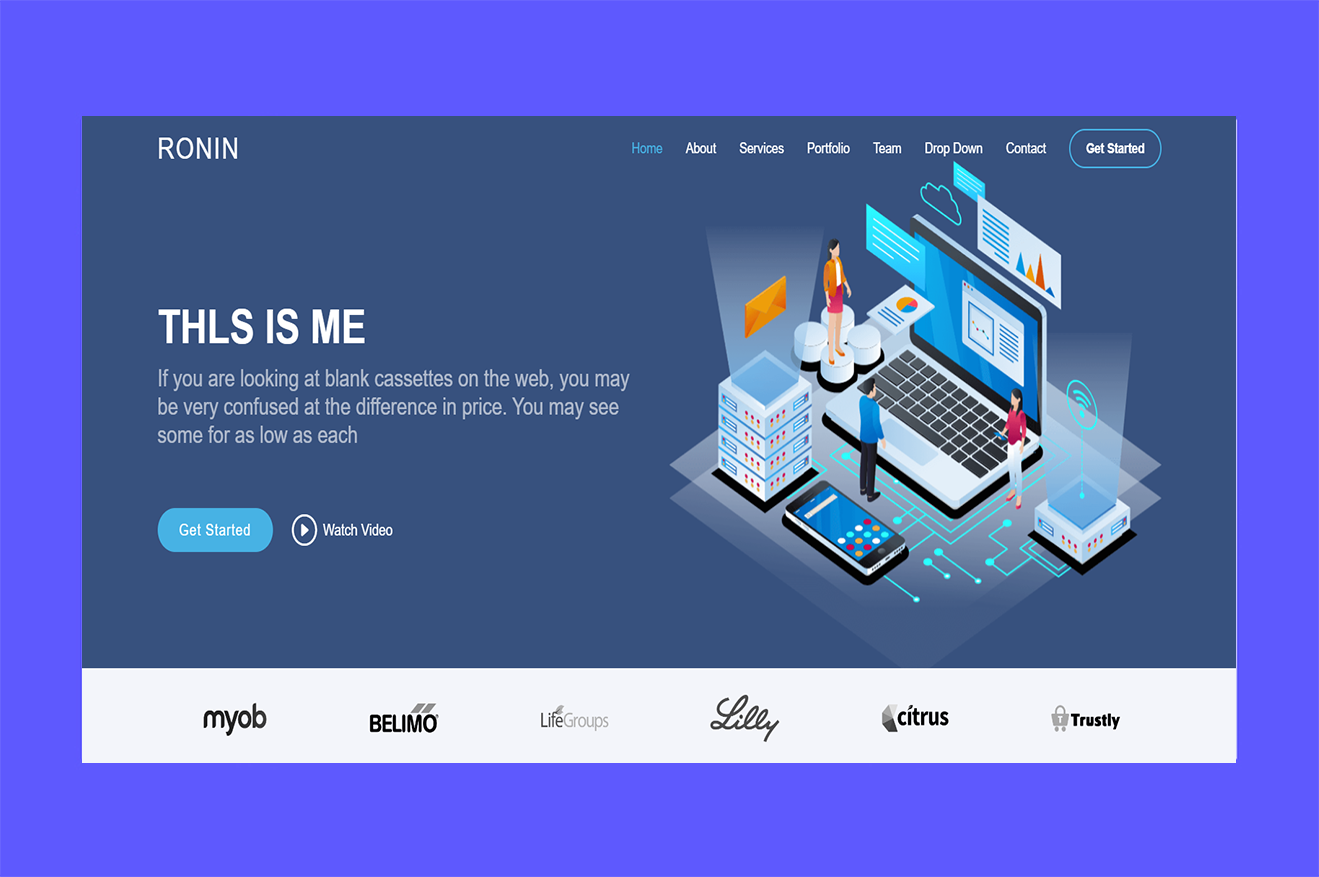 RONIN
Home About Services Portfolio Team Drop Down Contact Get Started
THLS IS ME
If you are looking at blank cassettes on the web, you may
be very confused at the difference in price. You may see
some for as low as each
Get Started Watch Video
myob BELIMO LifeGroups Lilly cítrus T Trustly